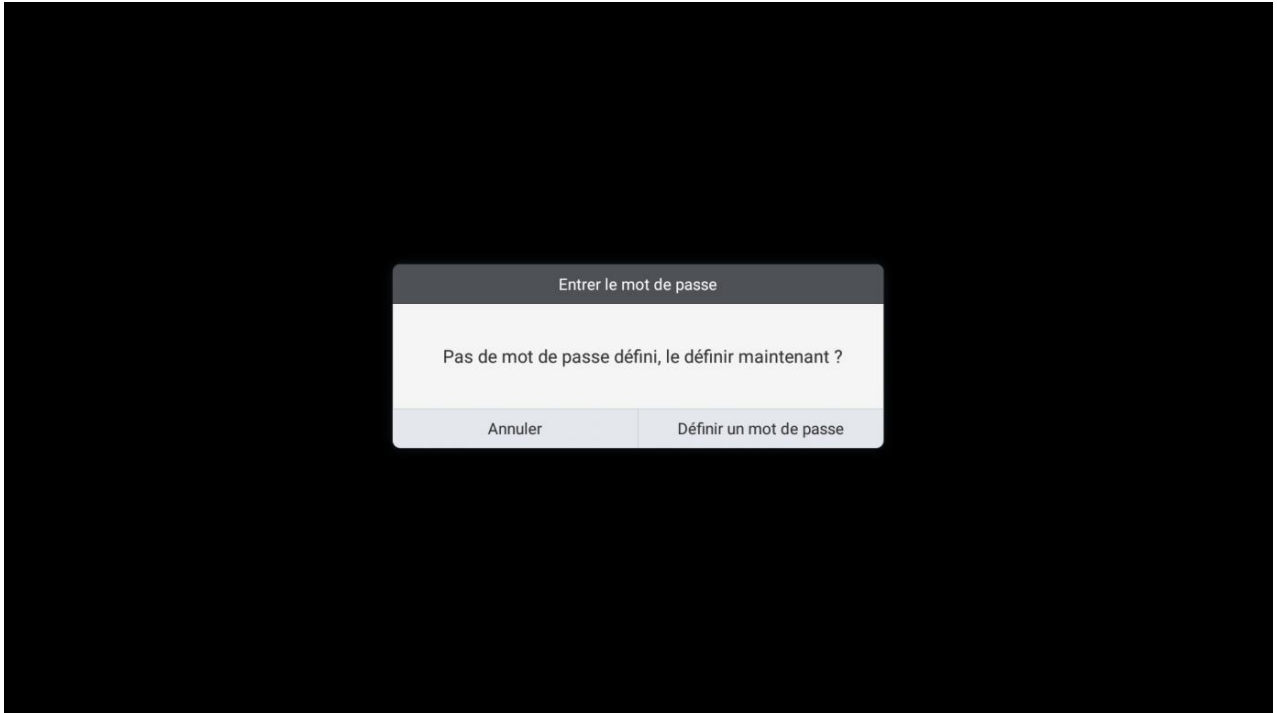 Entrer le mot de passe
Pas de mot de passe défini, le définir maintenant ?
Annuler
Définir un mot de passe